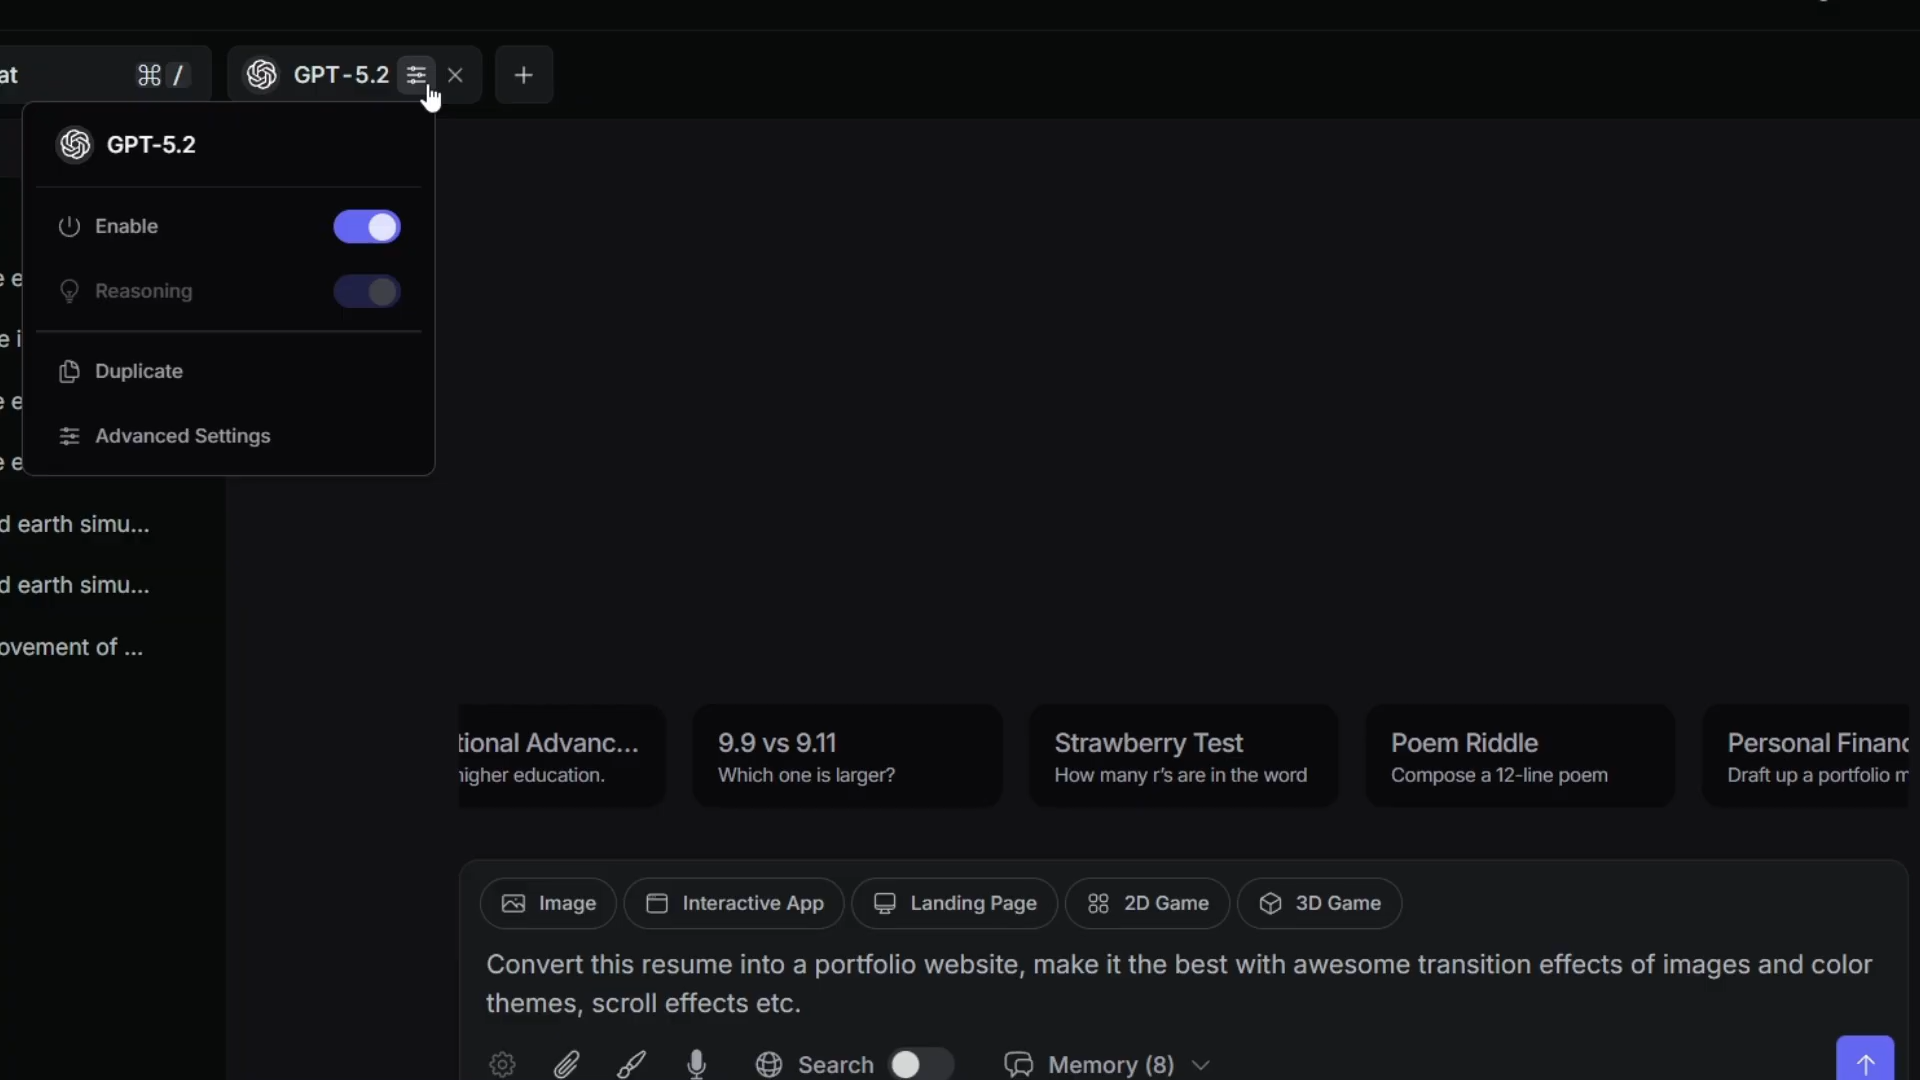 at
⌘ /
GPT-5.2
GPT-5.2
Enable
Reasoning
Duplicate
Advanced Settings
e e
e i
e e
e e
d earth simu...
d earth simu...
ovement of ...
tional Advanc...
higher education.
9.9 vs 9.11
Which one is larger?
Strawberry Test
How many r's are in the word
Poem Riddle
Compose a 12-line poem
Personal Financ
Draft up a portfolio m
Image
Interactive App
Landing Page
2D Game
3D Game
Convert this resume into a portfolio website, make it the best with awesome transition effects of images and color
themes, scroll effects etc.
Search
Memory (8)